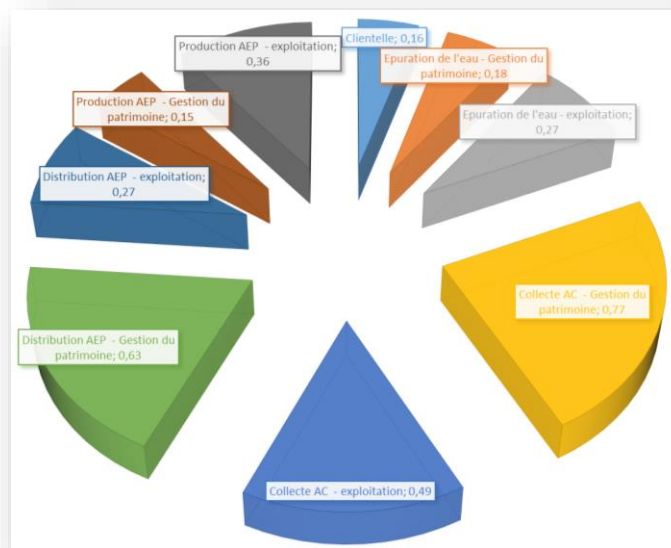 Clientelle; 0,16
Epuration de l'eau - Gestion du
patrimoine; 0,18
Epuration de l'eau - exploitation;
0,27
Collecte AC - Gestion du
patrimoine; 0,77
Collecte AC - exploitation; 0,49
Distribution AEP - Gestion du
patrimoine; 0,63
Distribution AEP - exploitation;
0,27
Production AEP - Gestion du
patrimoine; 0,15
Production AEP - exploitation;
0,36